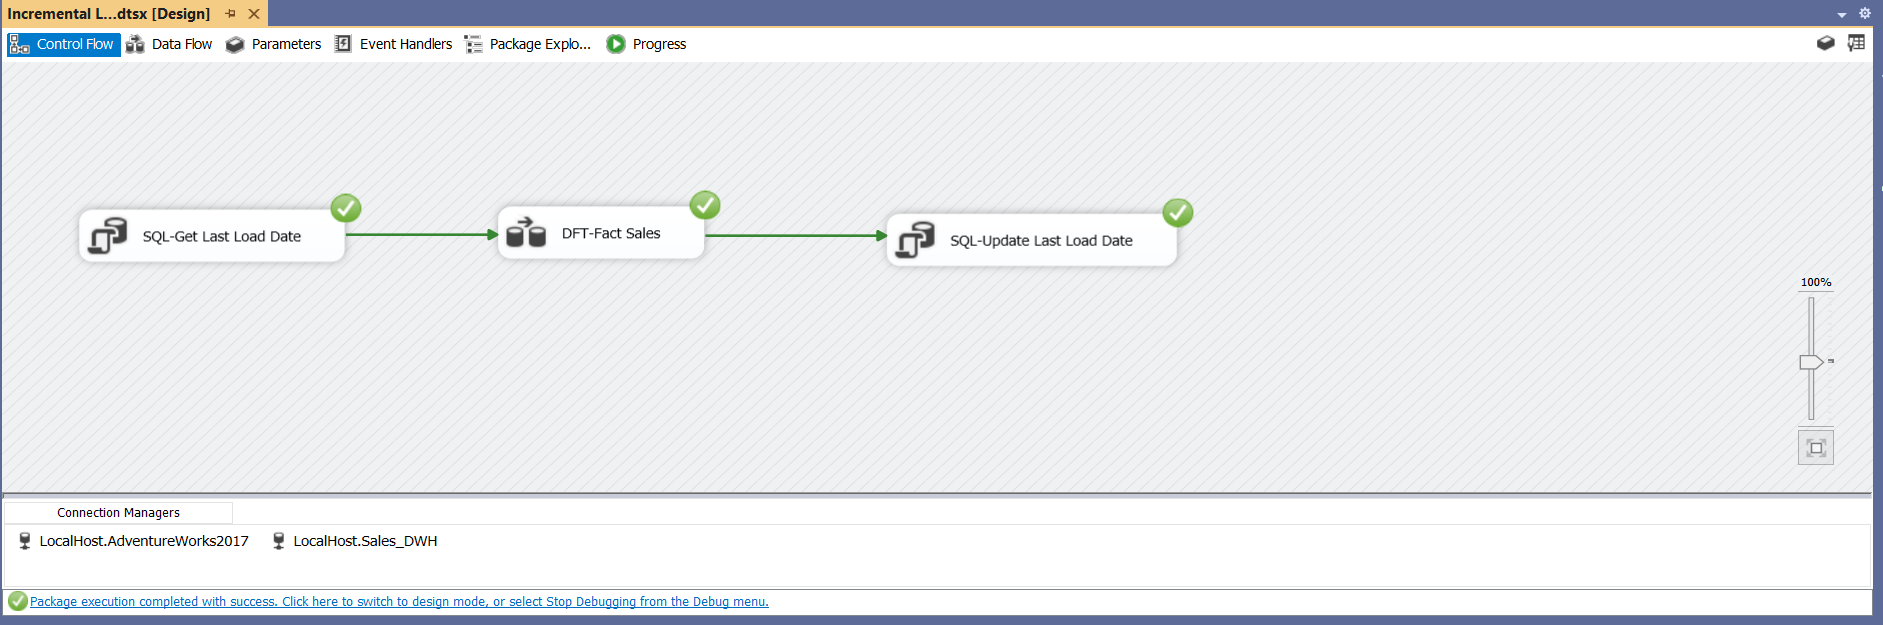 Incremental L...dtsx [Design]
Control Flow Data Flow Parameters Event Handlers Package Explo... Progress
SQL-Get Last Load Date
DFT-Fact Sales
SQL-Update Last Load Date
100%
Connection Managers
LocalHost.AdventureWorks2017 LocalHost.Sales_DWH
Package execution completed with success. Click here to switch to design mode, or select Stop Debugging from the Debug menu.